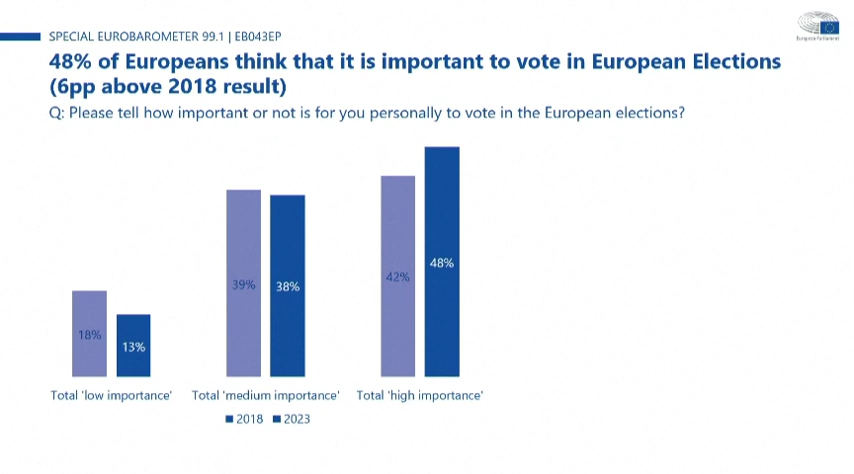 SPECIAL EUROBAROMETER 99.1 | EB043EP
European Parliament
48% of Europeans think that it is important to vote in European Elections
(6pp above 2018 result)
Q: Please tell how important or not is for you personally to vote in the European elections?
18%
13%
39%
38%
42%
48%
Total 'low importance'
Total 'medium importance'
Total 'high importance'
2018
2023